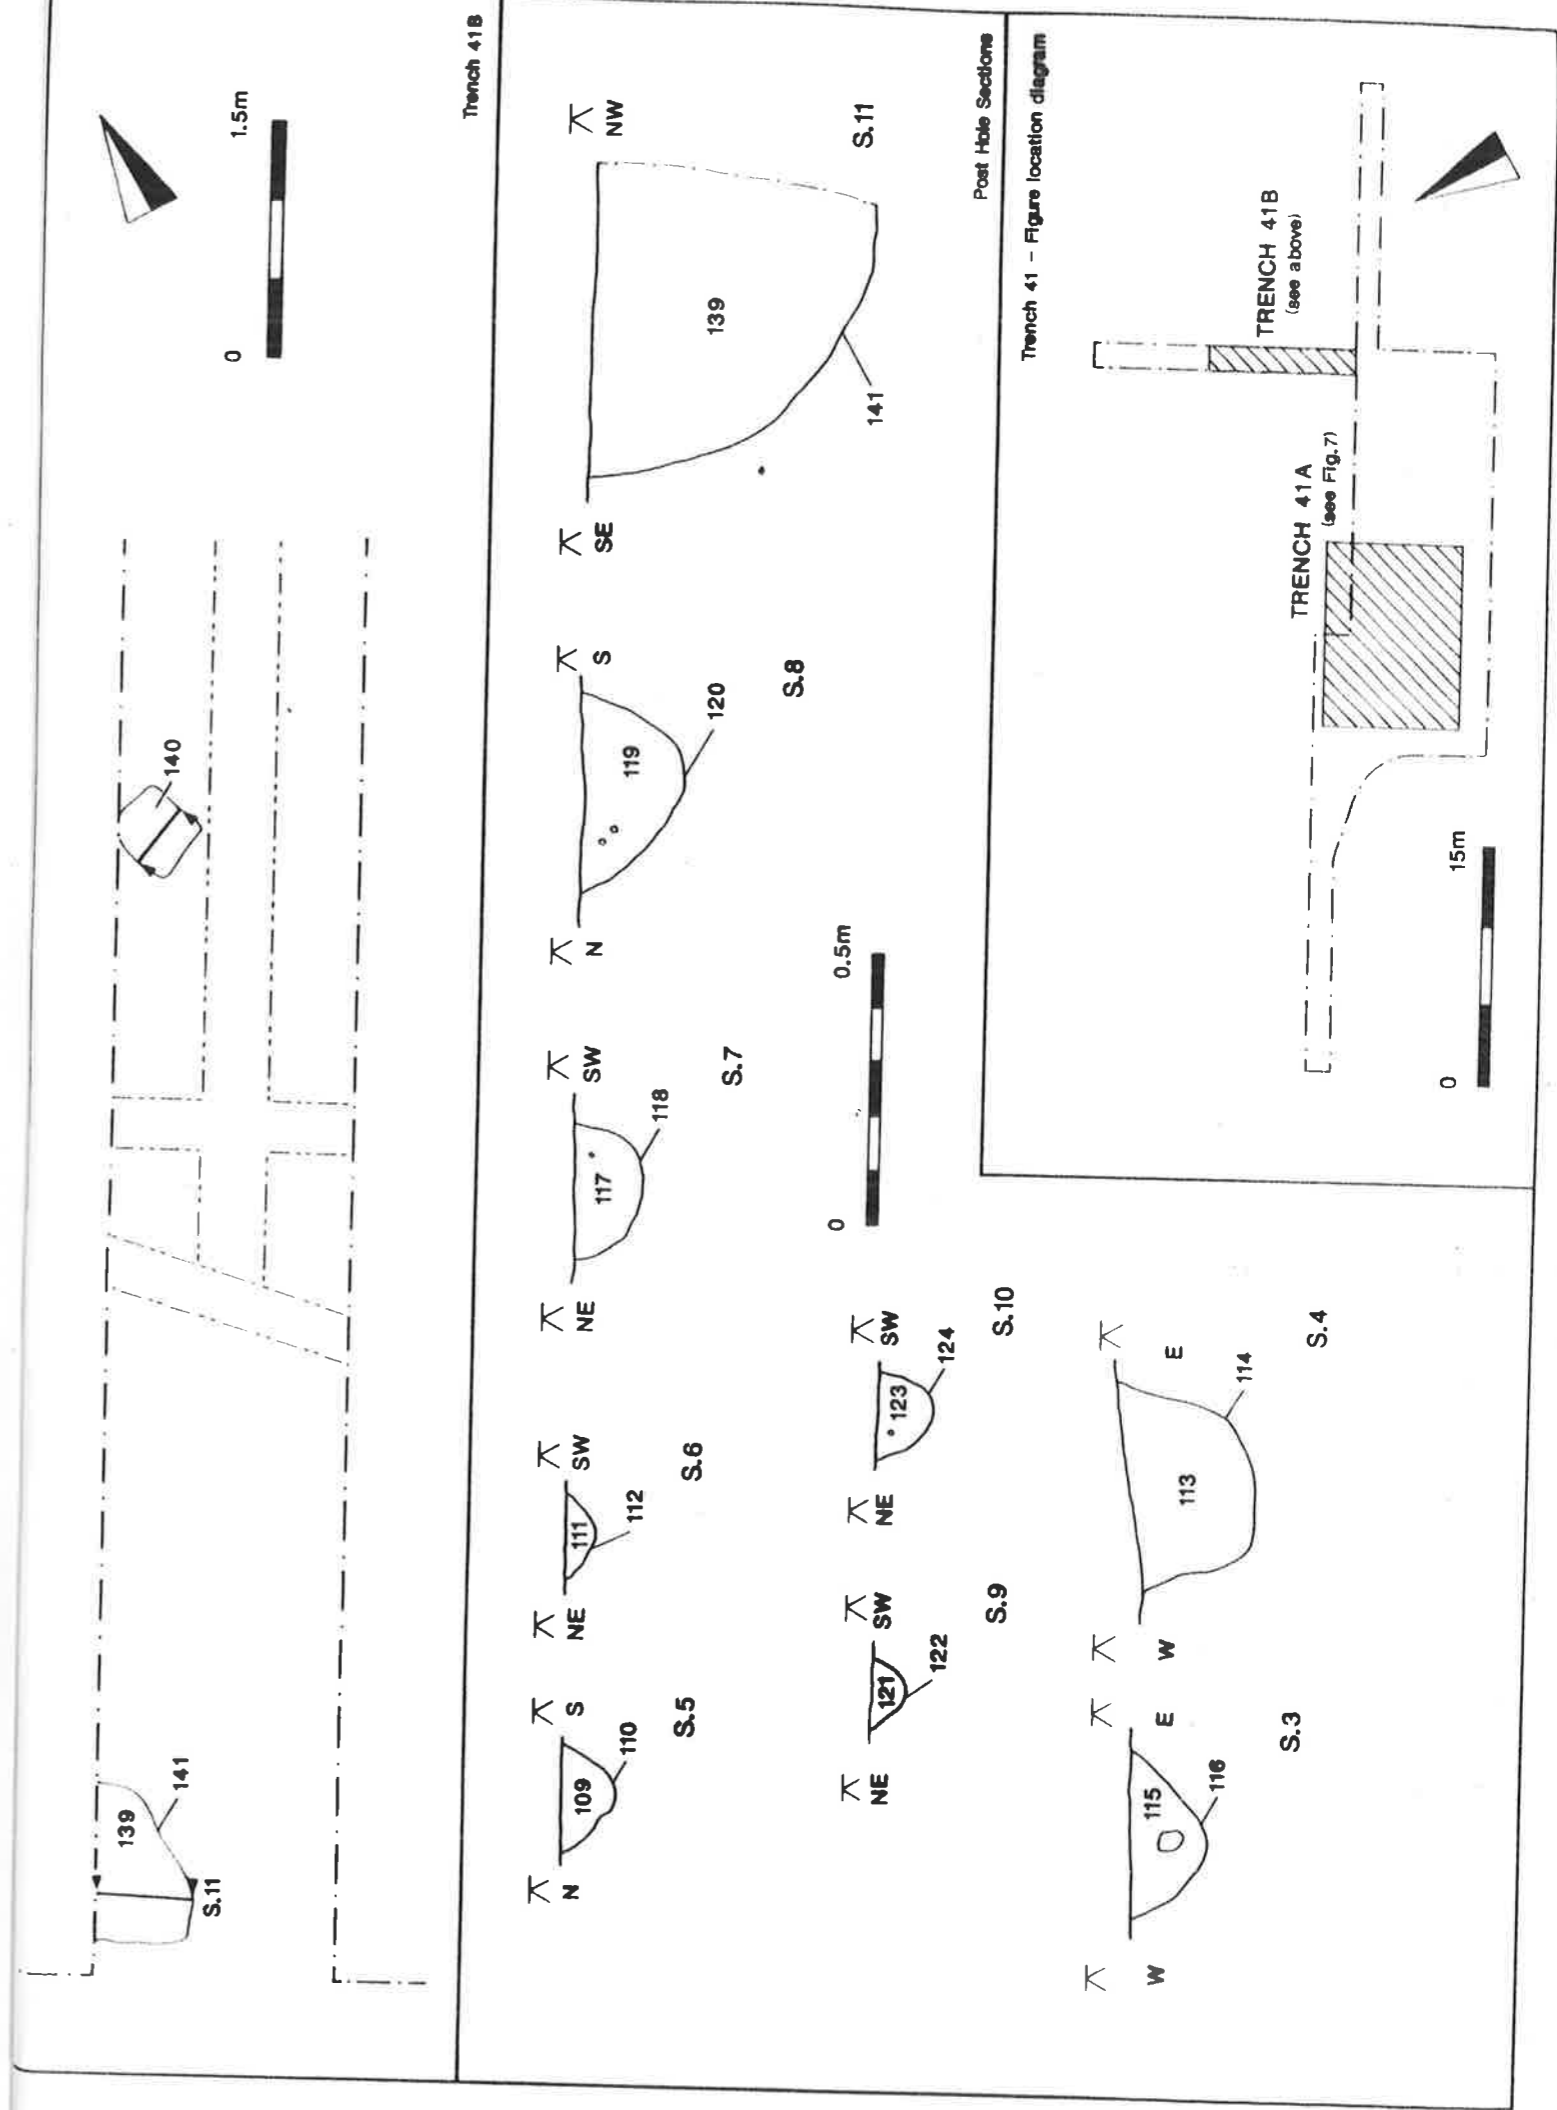 0
1.5m
140
139
141
S.11
Trench 41B
N
S
109
110
S.5
NE
SW
111
112
S.6
NE
SW
117
118
S.7
N
S
119
120
S.8
SE
NW
139
141
S.11
NE
SW
121
122
S.9
NE
SW
123
124
S.10
0
0.5m
W
E
115
116
S.3
W
E
113
114
S.4
Post Hole Sections
Trench 41 - Figure location diagram
TRENCH 41A
(see Fig.7)
TRENCH 41B
(see above)
0
15m